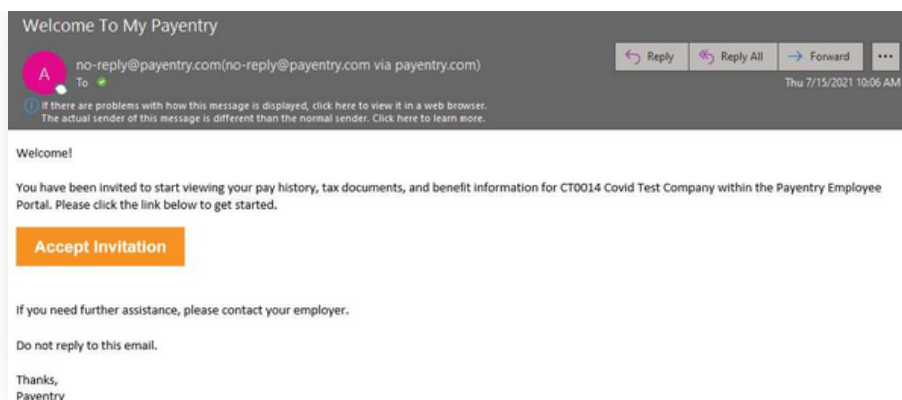 Welcome To My Payentry
A
no-reply@payentry.com(no-reply@payentry.com via payentry.com)
To
Reply
Reply All
Forward
...
Thu 7/15/2021 10:06 AM
If there are problems with how this message is displayed, click here to view it in a web browser.
The actual sender of this message is different than the normal sender. Click here to learn more.
Welcome!
You have been invited to start viewing your pay history, tax documents, and benefit information for CT0014 Covid Test Company within the Payentry Employee
Portal. Please click the link below to get started.
Accept Invitation
If you need further assistance, please contact your employer.
Do not reply to this email.
Thanks,
Payentry